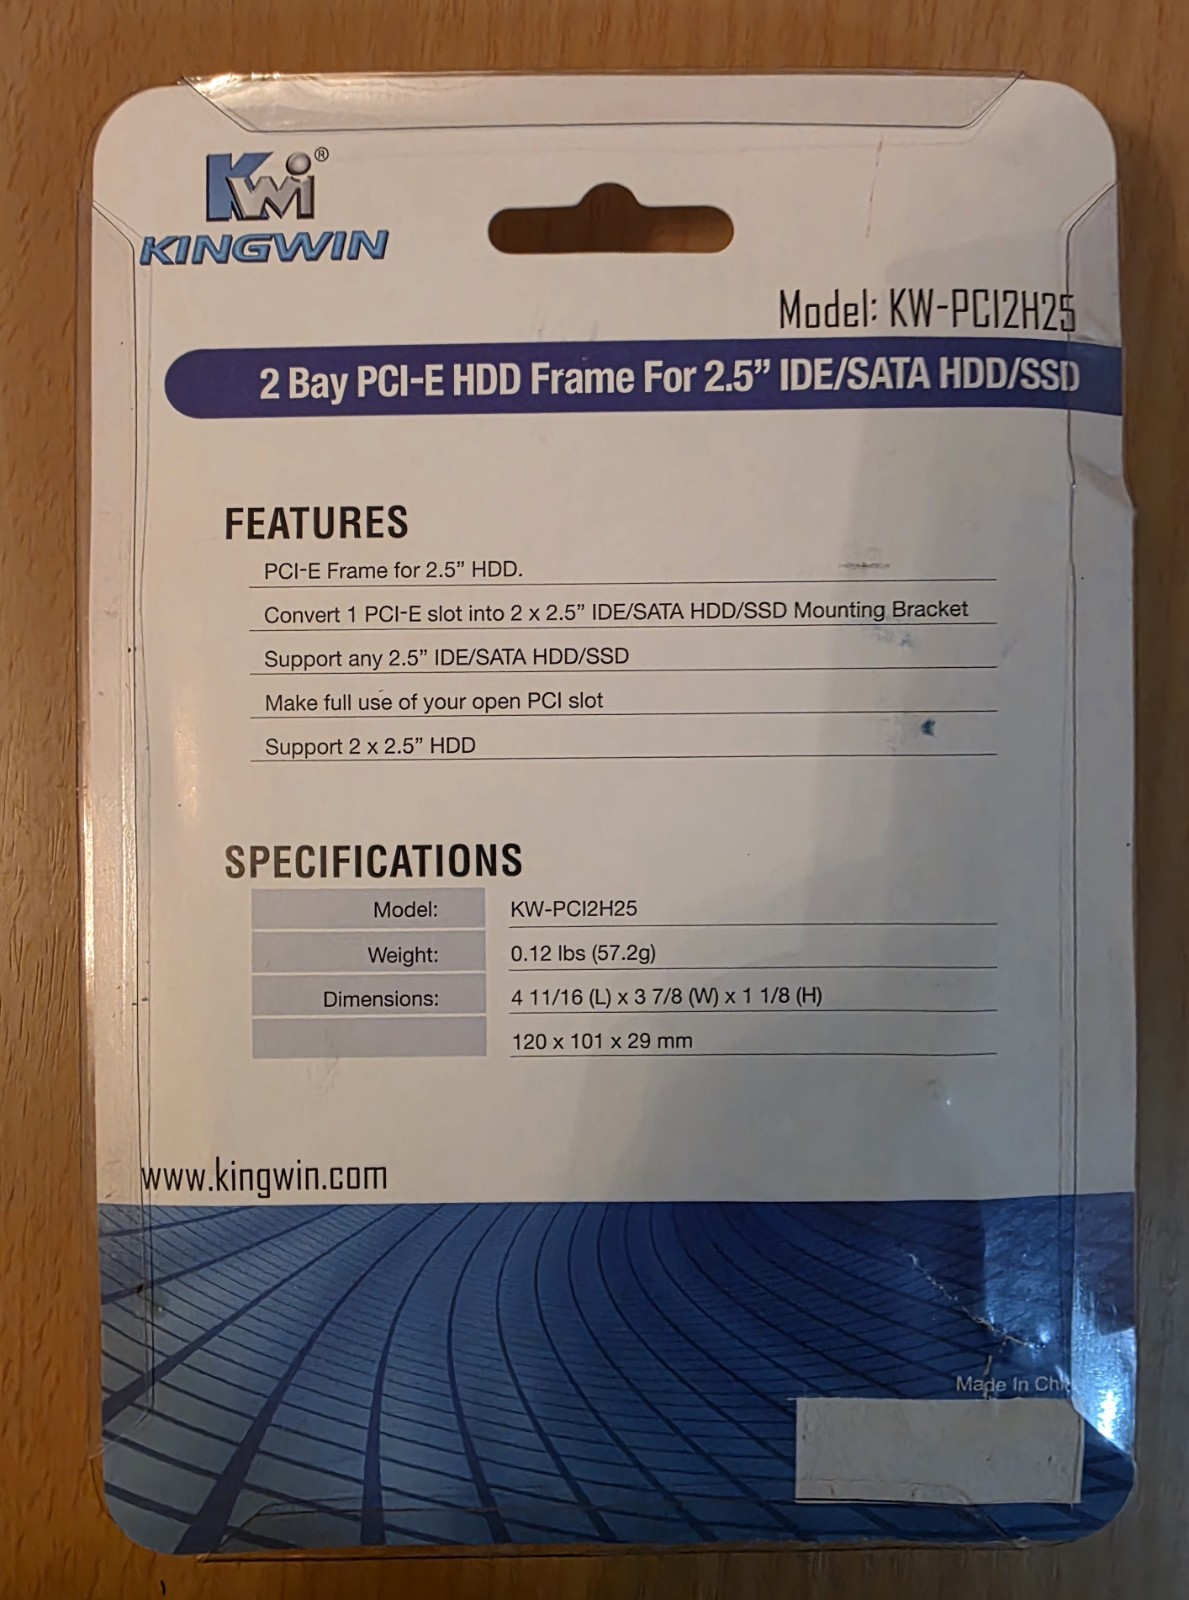 KWi®
KINGWIN
Model: KW-PCI2H25
2 Bay PCI-E HDD Frame For 2.5” IDE/SATA HDD/SSD
FEATURES
PCI-E Frame for 2.5” HDD.
Convert 1 PCI-E slot into 2 x 2.5” IDE/SATA HDD/SSD Mounting Bracket
Support any 2.5” IDE/SATA HDD/SSD
Make full use of your open PCI slot
Support 2 x 2.5” HDD
SPECIFICATIONS
Model: KW-PCI2H25
Weight: 0.12 lbs (57.2g)
Dimensions: 4 11/16 (L) x 3 7/8 (W) x 1 1/8 (H)
120 x 101 x 29 mm
www.kingwin.com
Made In